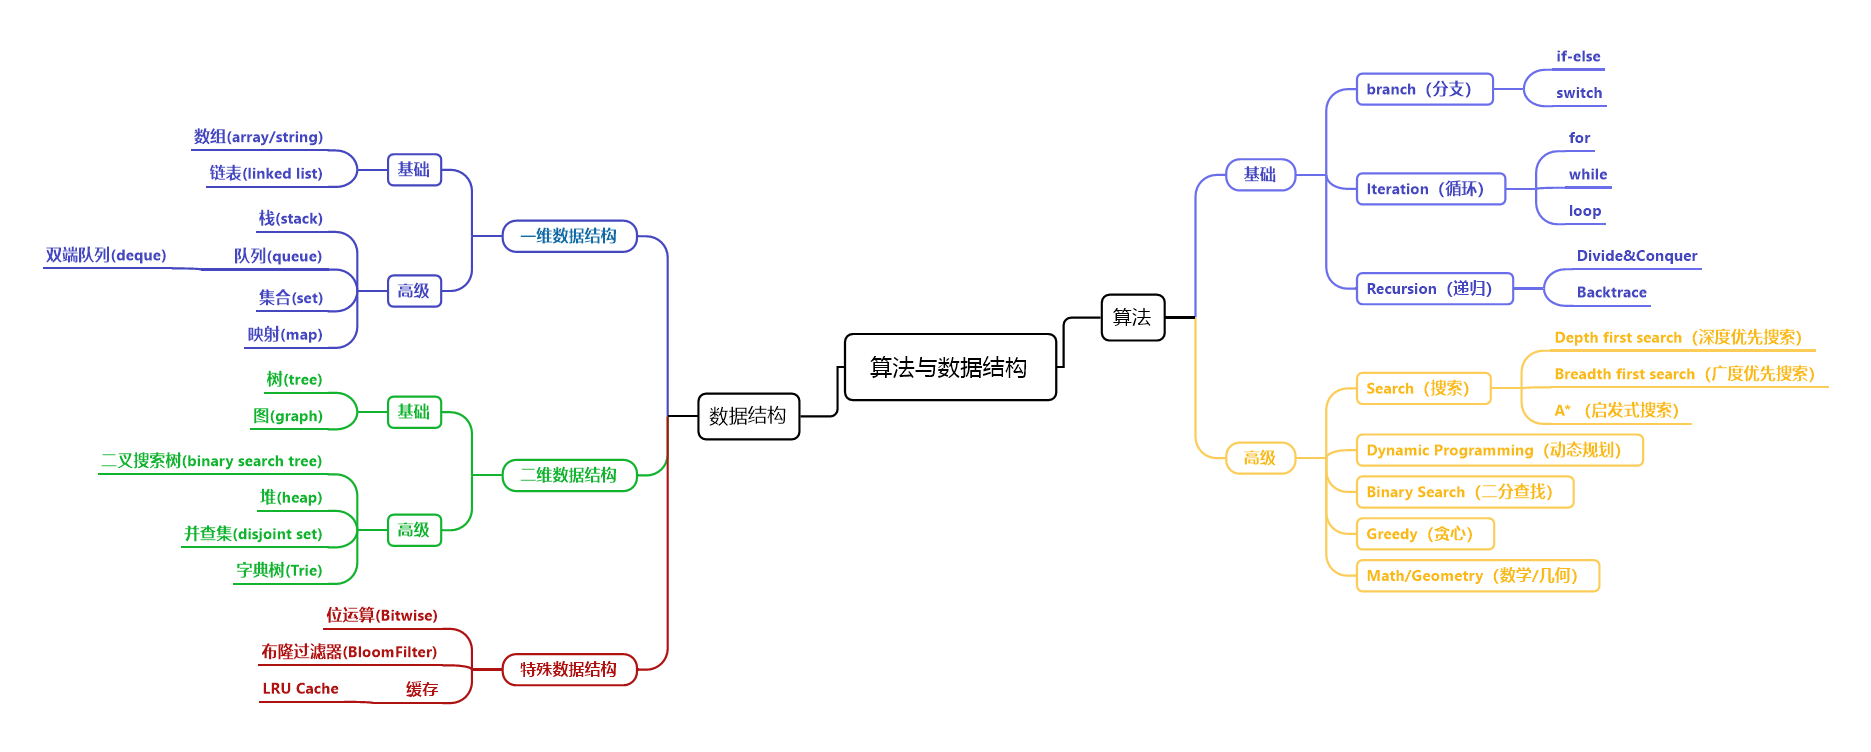 算法与数据结构
数据结构
一维数据结构
基础
数组(array/string)
链表(linked list)
高级
栈(stack)
队列(queue)
双端队列(deque)
集合(set)
映射(map)
二维数据结构
基础
树(tree)
图(graph)
高级
二叉搜索树(binary search tree)
堆(heap)
并查集(disjoint set)
字典树(Trie)
特殊数据结构
位运算(Bitwise)
布隆过滤器(BloomFilter)
缓存
LRU Cache
算法
基础
branch（分支）
if-else
switch
Iteration（循环）
for
while
loop
Recursion（递归）
Divide&Conquer
Backtrace
高级
Search（搜索）
Depth first search（深度优先搜索）
Breadth first search（广度优先搜索）
A* （启发式搜索）
Dynamic Programming（动态规划）
Binary Search（二分查找）
Greedy（贪心）
Math/Geometry（数学/几何）